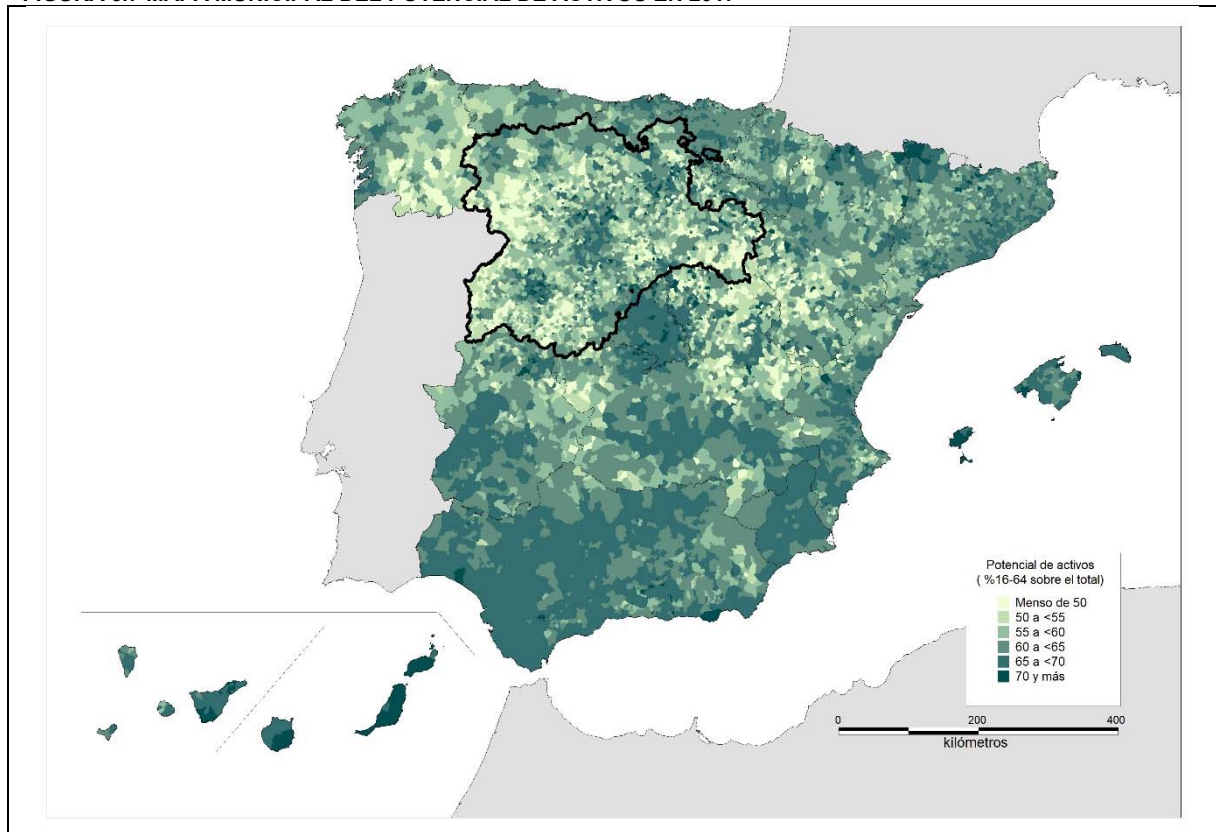 Potencial de activos
( %16-64 sobre el total)
Menso de 50
50 a <55
55 a <60
60 a <65
65 a <70
70 y más
0 200 400
kilómetros